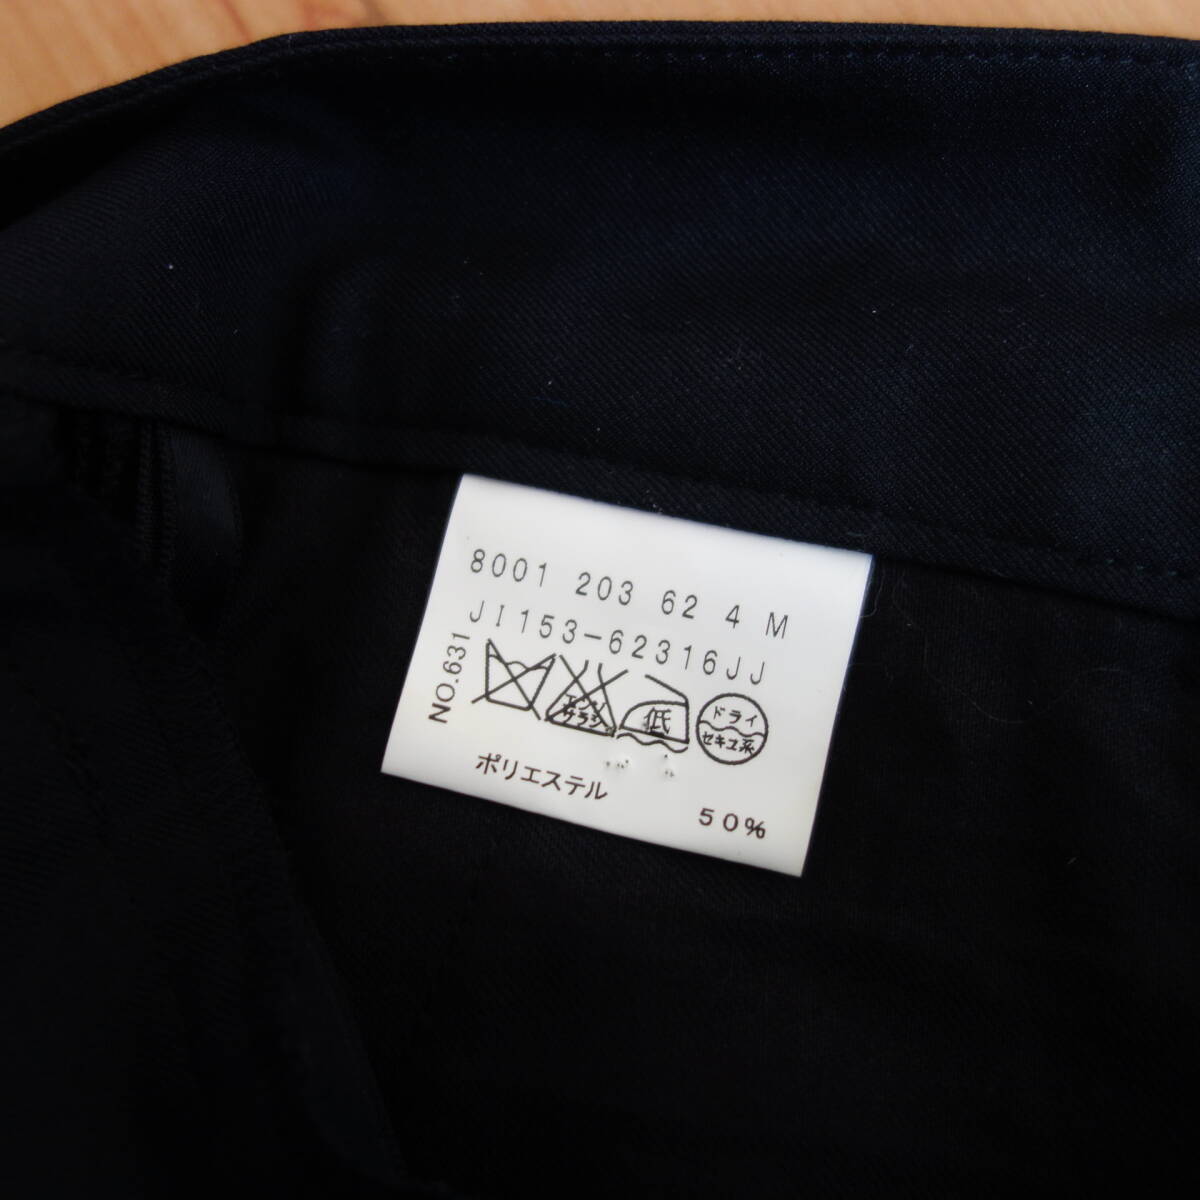 8001 203 62 4 M
JI153-62316JJ
NO.631
エンソ
サラシ
低
ドライ
セキユ系
ポリエステル
50%